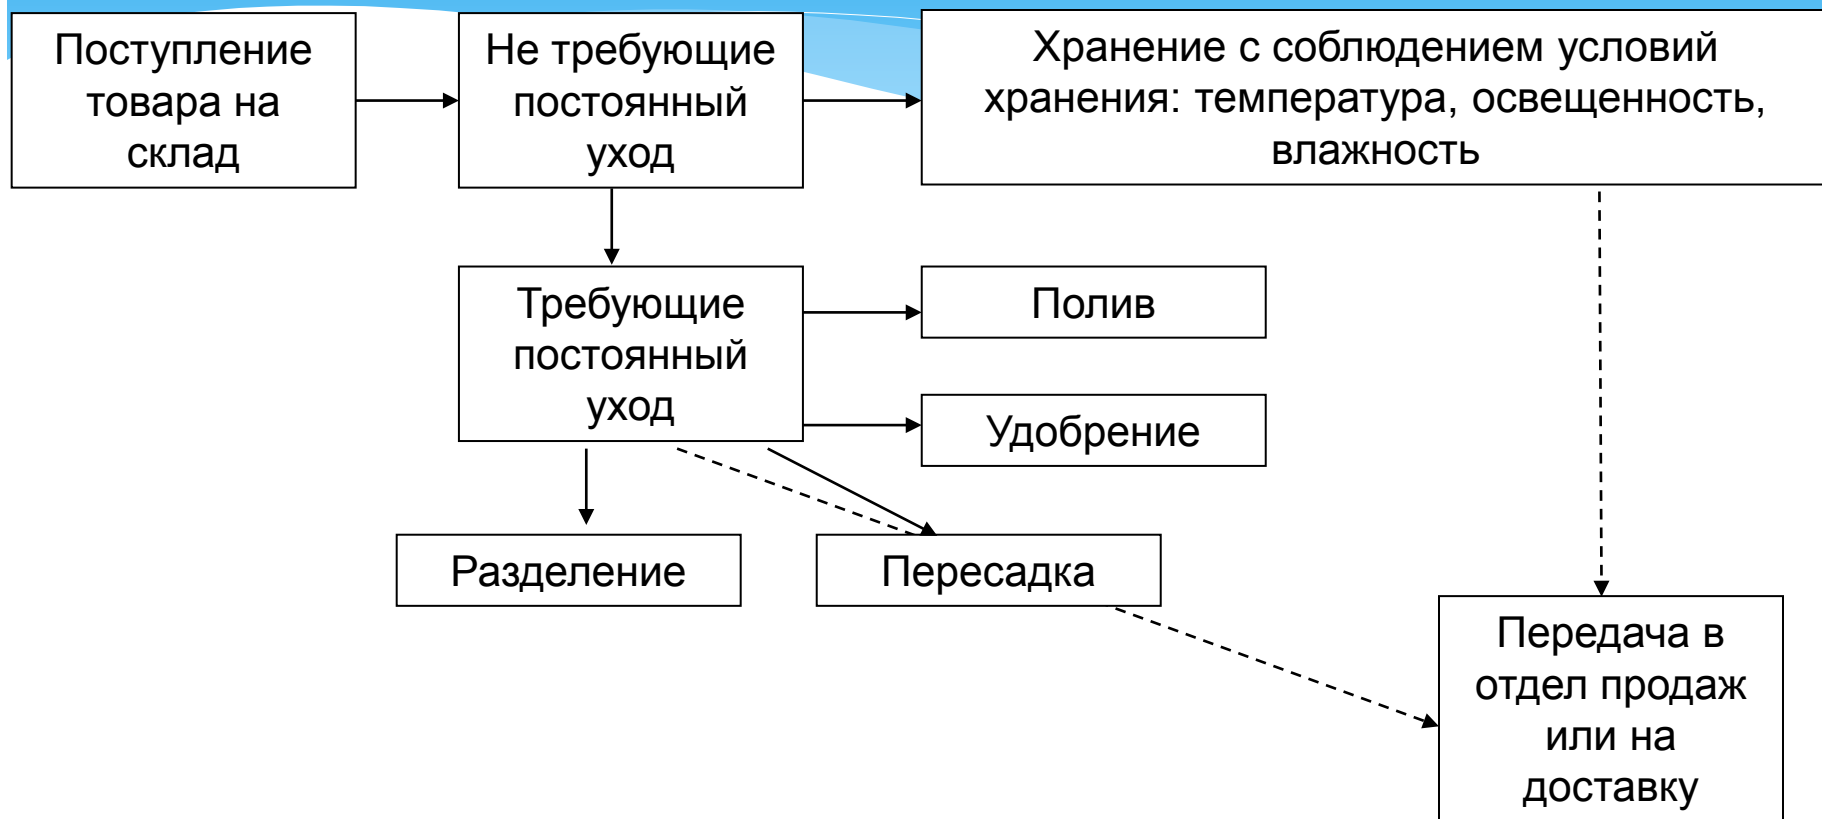 Поступление
товара на
склад
Не требующие
постоянный
уход
Хранение с соблюдением условий
хранения: температура, освещенность,
влажность
Требующие
постоянный
уход
Полив
Удобрение
Разделение
Пересадка
Передача в
отдел продаж
или на
доставку